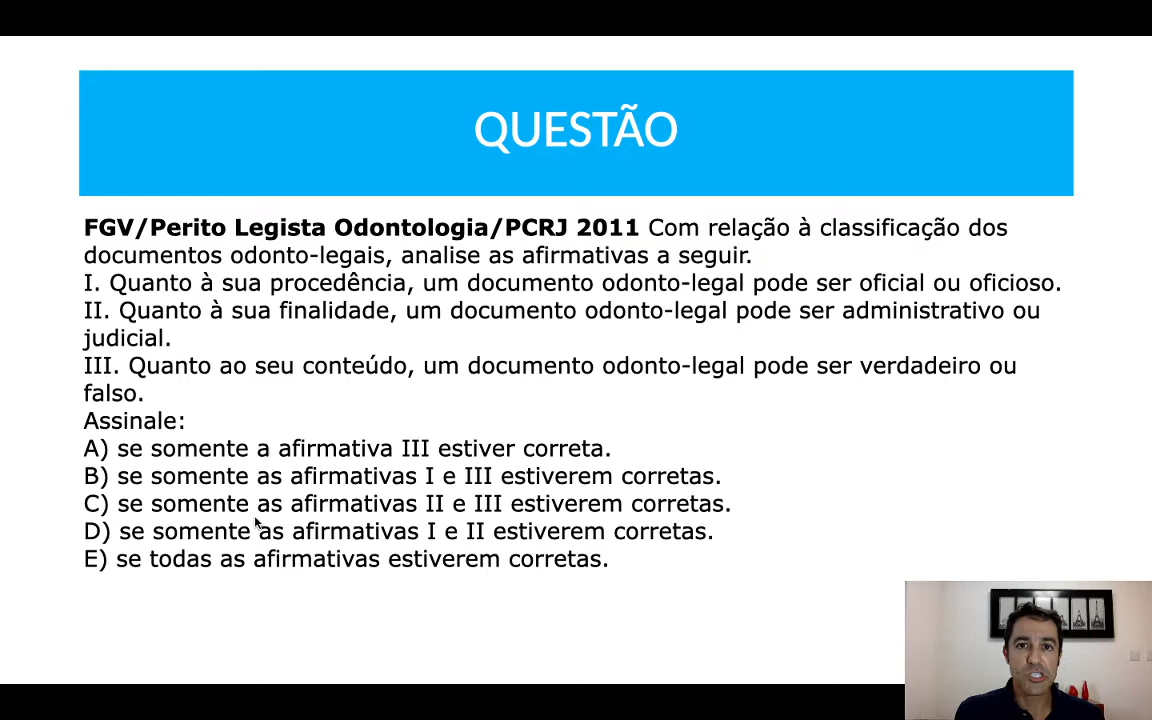 QUESTÃO
FGV/Perito Legista Odontologia/PCRJ 2011 Com relação à classificação dos
documentos odonto-legais, analise as afirmativas a seguir.
I. Quanto à sua procedência, um documento odonto-legal pode ser oficial ou oficioso.
II. Quanto à sua finalidade, um documento odonto-legal pode ser administrativo ou
judicial.
III. Quanto ao seu conteúdo, um documento odonto-legal pode ser verdadeiro ou
falso.
Assinale:
A) se somente a afirmativa III estiver correta.
B) se somente as afirmativas I e III estiverem corretas.
C) se somente as afirmativas II e III estiverem corretas.
D) se somente as afirmativas I e II estiverem corretas.
E) se todas as afirmativas estiverem corretas.